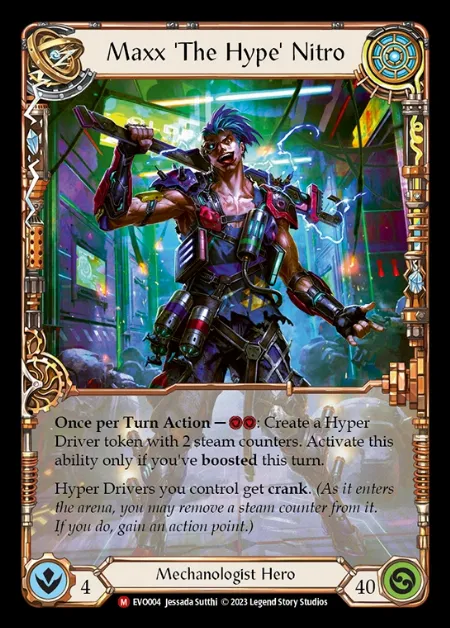 Maxx 'The Hype' Nitro
Once per Turn Action — : Create a Hyper
Driver token with 2 steam counters. Activate this
ability only if you've boosted this turn.
Hyper Drivers you control get crank. (As it enters
the arena, you may remove a steam counter from it.
If you do, gain an action point.)
4
Mechanologist Hero
40
M EVO004 Jessada Sutthi © 2023 Legend Story Studios